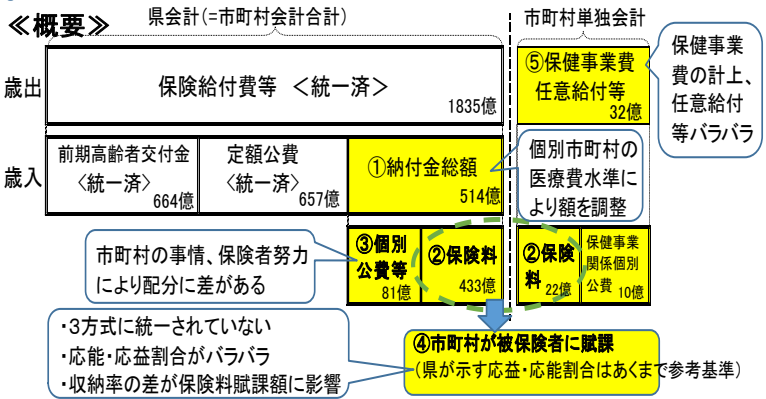 ≪概要≫
県会計(=市町村会計合計)
市町村単独会計
歳出
保険給付費等 ＜統一済＞
1835億
⑤保健事業費
任意給付等
32億
保健事業
費の計上、
任意給付
等バラバラ
歳入
前期高齢者交付金
〈統一済〉
664億
定額公費
〈統一済〉
657億
①納付金総額
514億
個別市町村の
医療費水準に
より額を調整
市町村の事情、保険者努力
により配分に差がある
③個別
公費等
81億
②保険料
433億
②保険
料 22億
保健事業
関係個別
公費 10億
・3方式に統一されていない
・応能・応益割合がバラバラ
・収納率の差が保険料賦課額に影響
④市町村が被保険者に賦課
(県が示す応益・応能割合はあくまで参考基準)